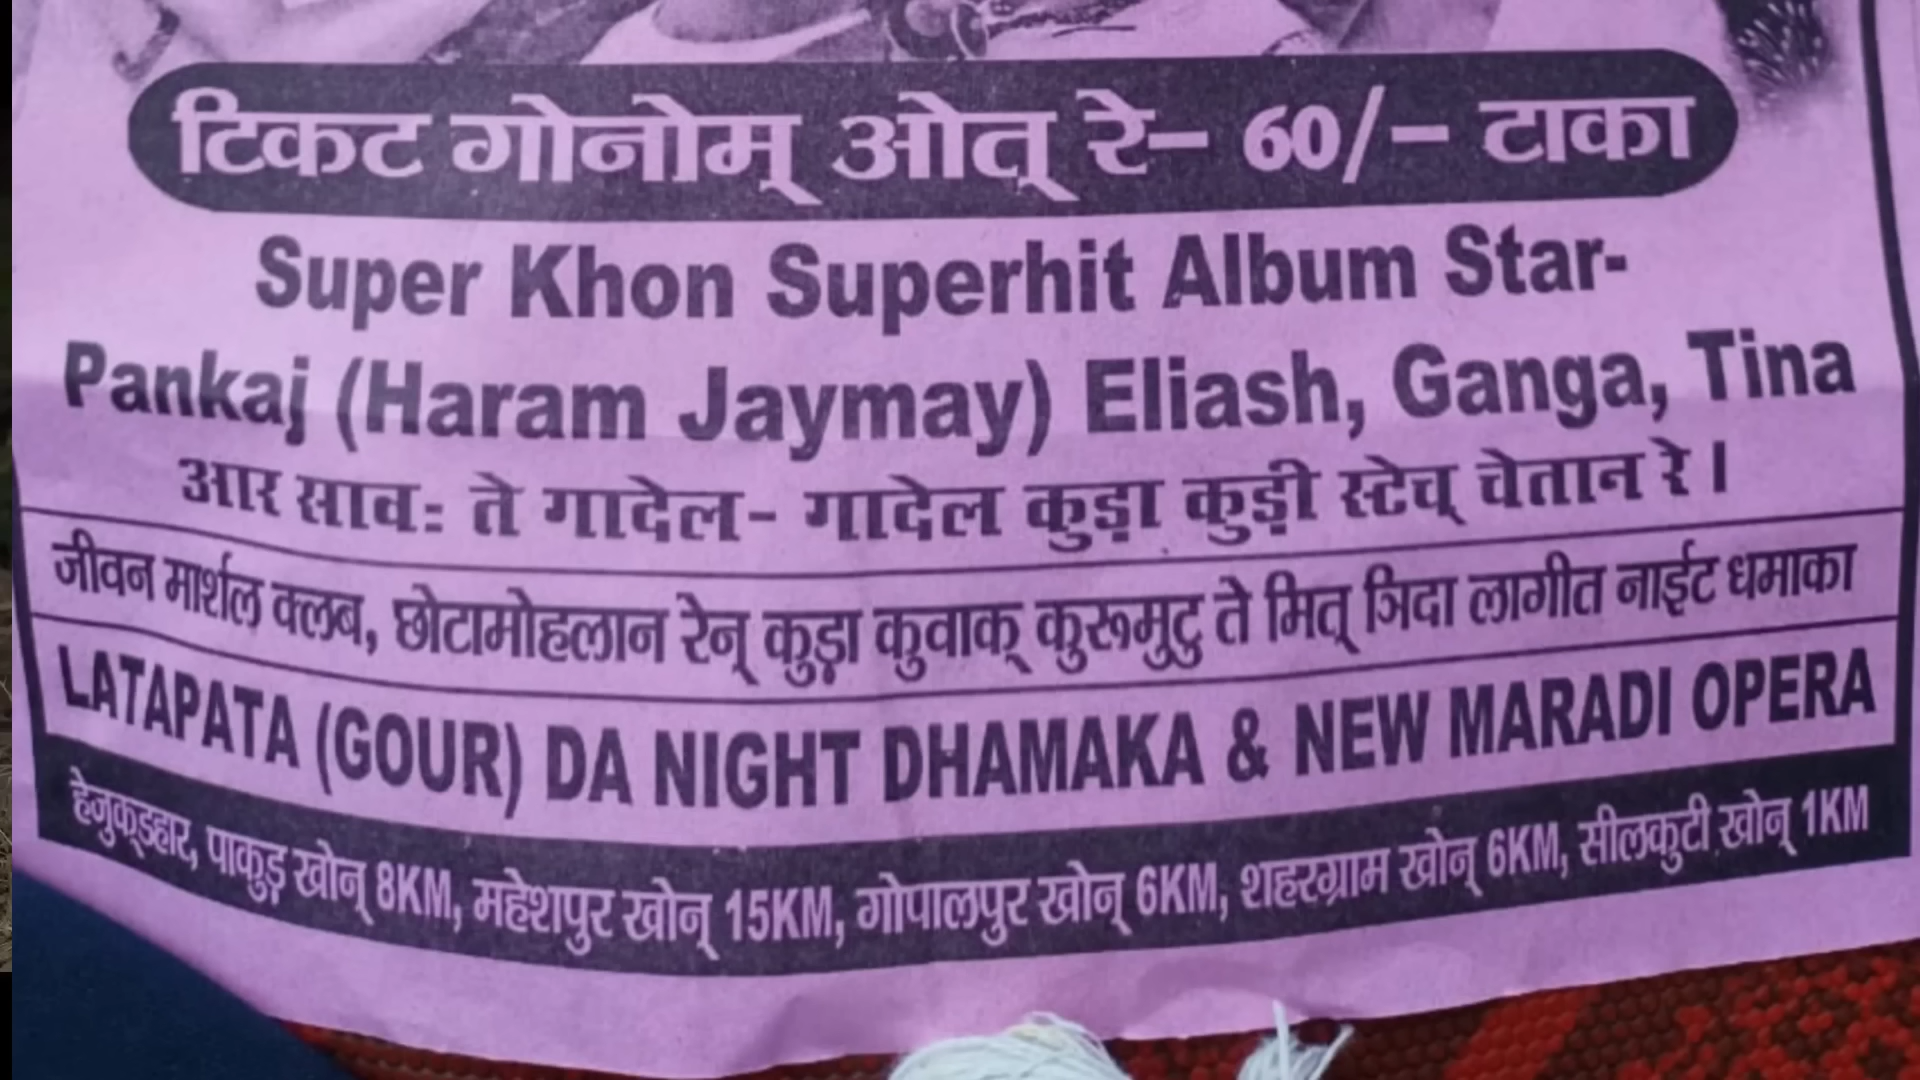 टिकट गोनोम् ओत् रे- 60/- टाका
Super Khon Superhit Album Star-
Pankaj (Haram Jaymay) Eliash, Ganga, Tina
आर सावः ते गादेल- गादेल कुड़ा कुड़ी स्टेच् चेतान रे ।
जीवन मार्शल क्लब, छोटामोहलान रेन् कुड़ा कुवाक् कुरूमुटु ते मित् ञिदा लागीत नाईट धमाका
LATAPATA (GOUR) DA NIGHT DHAMAKA & NEW MARADI OPERA
हेजुक्डहार, पाकुड़ खोन् 8KM, महेशपुर खोन् 15KM, गोपालपुर खोन् 6KM, शहरग्राम खोन् 6KM, सीलकुटी खोन् 1KM